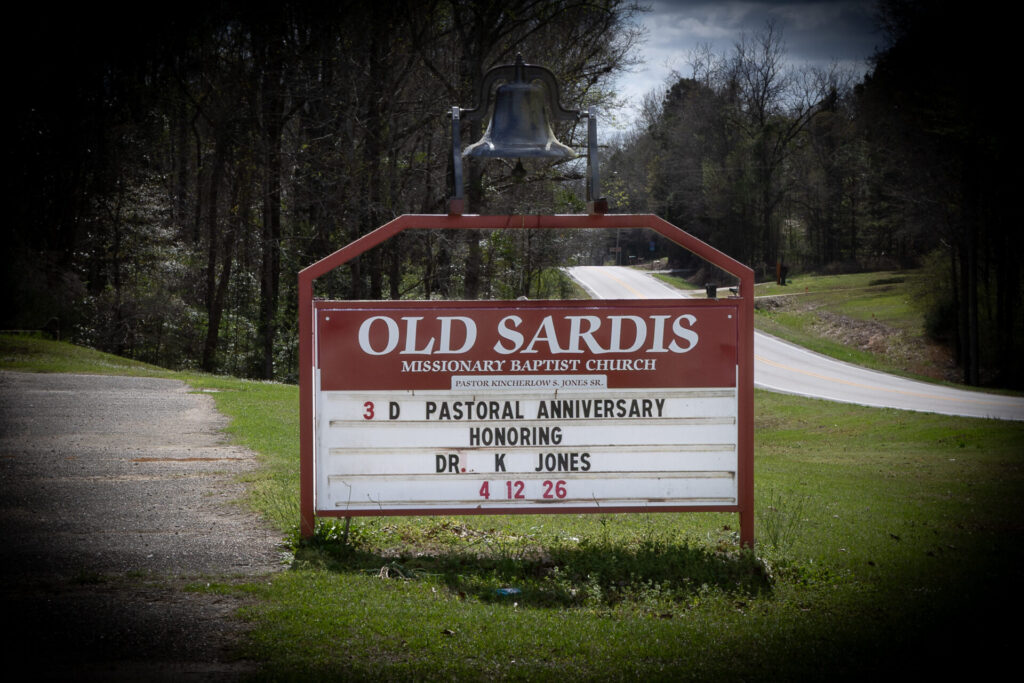 OLD SARDIS
MISSIONARY BAPTIST CHURCH
PASTOR KINCHERLOW S. JONES SR.
3 D PASTORAL ANNIVERSARY
HONORING
DR. K JONES
4 12 26